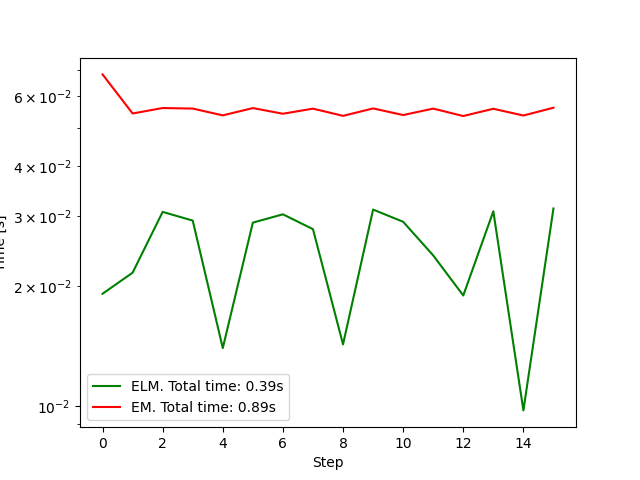 6 × 10⁻²
4 × 10⁻²
3 × 10⁻²
2 × 10⁻²
10⁻²
ELM. Total time: 0.39s
EM. Total time: 0.89s
0 2 4 6 8 10 12 14
Step